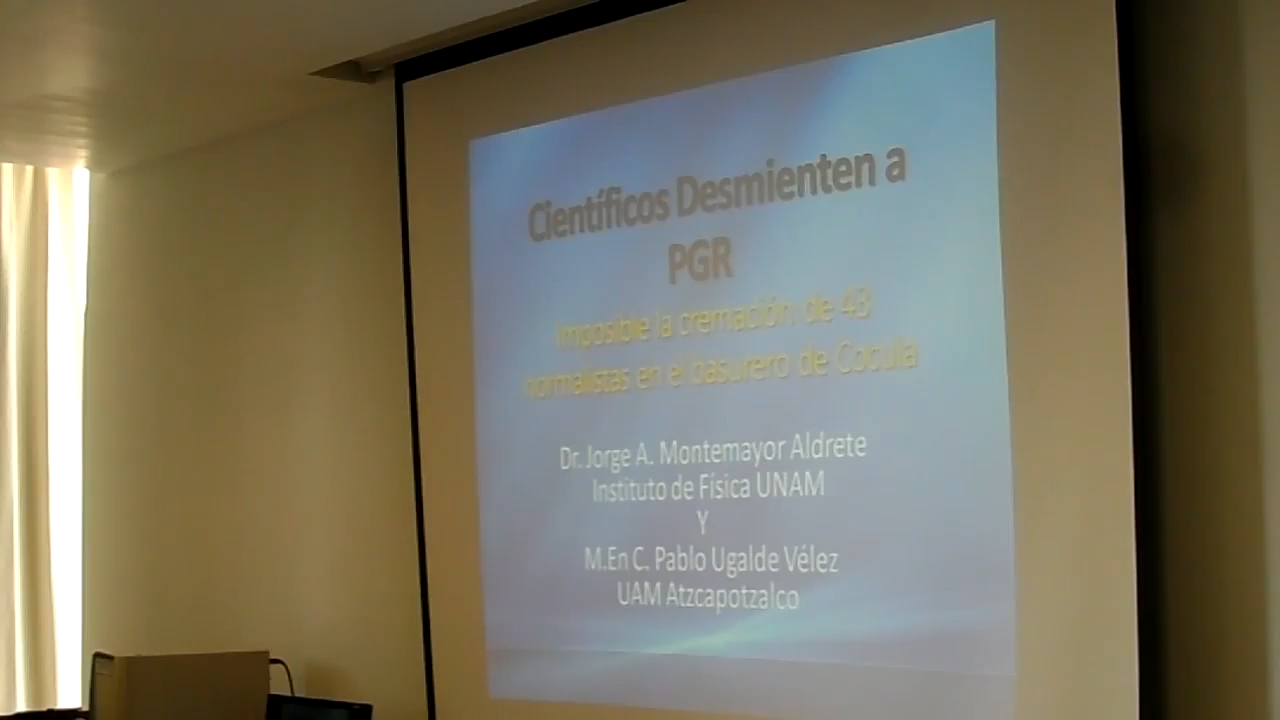 Científicos Desmienten a
PGR
Imposible la cremación de 43
normalistas en el basurero de Cocula
Dr. Jorge A. Montemayor Aldrete
Instituto de Física UNAM
Y
M.En C. Pablo Ugalde Vélez
UAM Atzcapotzalco